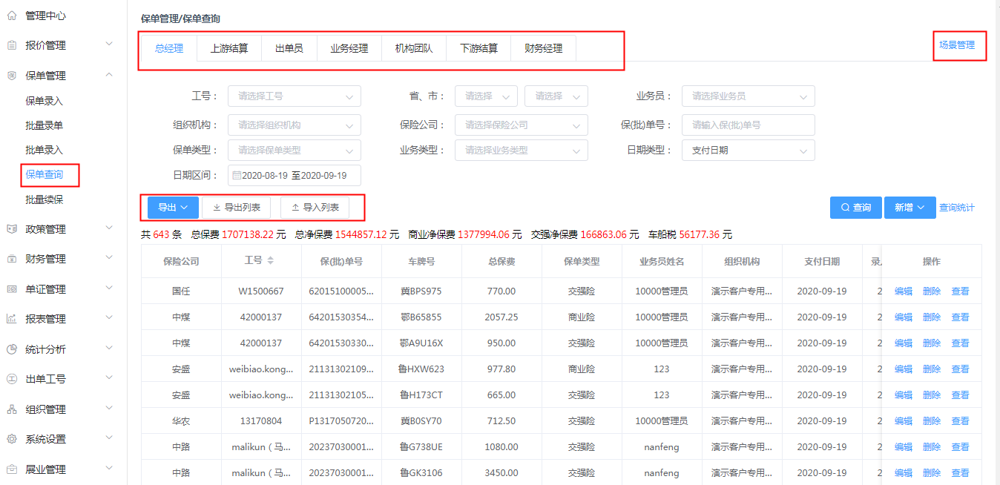 管理中心
报价管理
保单管理
保单录入
批量录单
批单录入
保单查询
批量续保
政策管理
财务管理
单证管理
报表管理
统计分析
出单工号
组织管理
系统设置
展业管理
保单管理/保单查询
总经理 上游结算 出单员 业务经理 机构团队 下游结算 财务经理 场景管理
工号： 请选择工号 省、市： 请选择 请选择 业务员： 请选择业务员
组织机构： 请选择组织机构 保险公司： 请选择保险公司 保(批)单号： 请输入保(批)单号
保单类型： 请选择保单类型 业务类型： 请选择业务类型 日期类型： 支付日期
日期区间： 2020-08-19 至2020-09-19
导出 导出列表 导入列表 查询 新增 查询统计
共 643 条 总保费 1707138.22 元 总净保费 1544857.12 元 商业净保费 1377994.06 元 交强净保费 166863.06 元 车船税 56177.36 元
保险公司 工号 保(批)单号 车牌号 总保费 保单类型 业务员姓名 组织机构 支付日期 操作
国任 W1500667 62015100005... 冀BPS975 770.00 交强险 10000管理员 演示客户专用... 2020-09-19 2 编辑 删除 查看
中煤 42000137 64201530354... 鄂B65855 2057.25 商业险 10000管理员 演示客户专用... 2020-09-19 2 编辑 删除 查看
中煤 42000137 64201530330... 鄂A9U16X 950.00 交强险 10000管理员 演示客户专用... 2020-09-19 2 编辑 删除 查看
安盛 weibiao.kong... 21131302109... 鲁HXW623 977.80 商业险 123 演示客户专用... 2020-09-19 2 编辑 删除 查看
安盛 weibiao.kong... 21131302105... 鲁H173CT 665.00 交强险 123 演示客户专用... 2020-09-19 2 编辑 删除 查看
华农 13170804 P1317050720... 冀B0SY70 712.50 交强险 10000管理员 演示客户专用... 2020-09-19 2 编辑 删除 查看
中路 malikun（马... 20237030001... 鲁G738UE 1080.00 交强险 nanfeng 演示客户专用... 2020-09-19 2 编辑 删除 查看
中路 malikun（马... 20237030001... 鲁GK3106 3450.00 交强险 nanfeng 演示客户专用... 2020-09-19 2 编辑 删除 查看